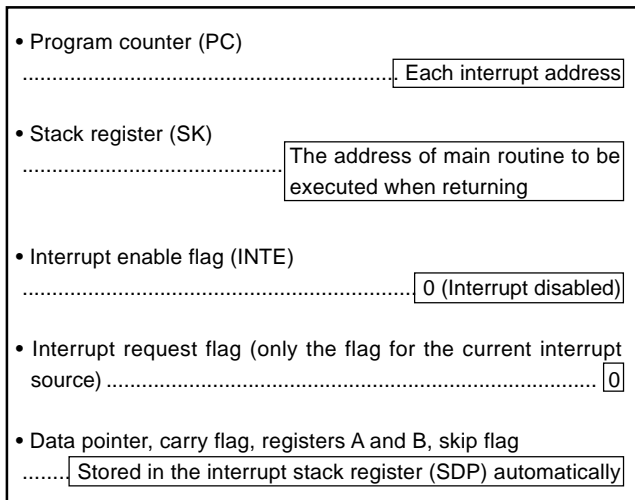 • Program counter (PC)
............................................................... Each interrupt address
• Stack register (SK)
............................................ The address of main routine to be
executed when returning
• Interrupt enable flag (INTE)
.................................................................. 0 (Interrupt disabled)
• Interrupt request flag (only the flag for the current interrupt
source) .................................................................................. 0
• Data pointer, carry flag, registers A and B, skip flag
........ Stored in the interrupt stack register (SDP) automatically